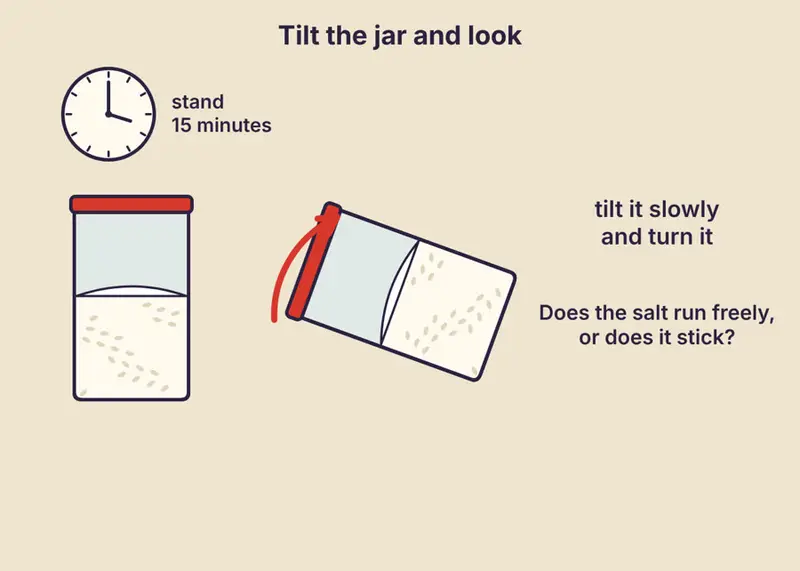 Tilt the jar and look
stand
15 minutes
tilt it slowly
and turn it
Does the salt run freely,
or does it stick?